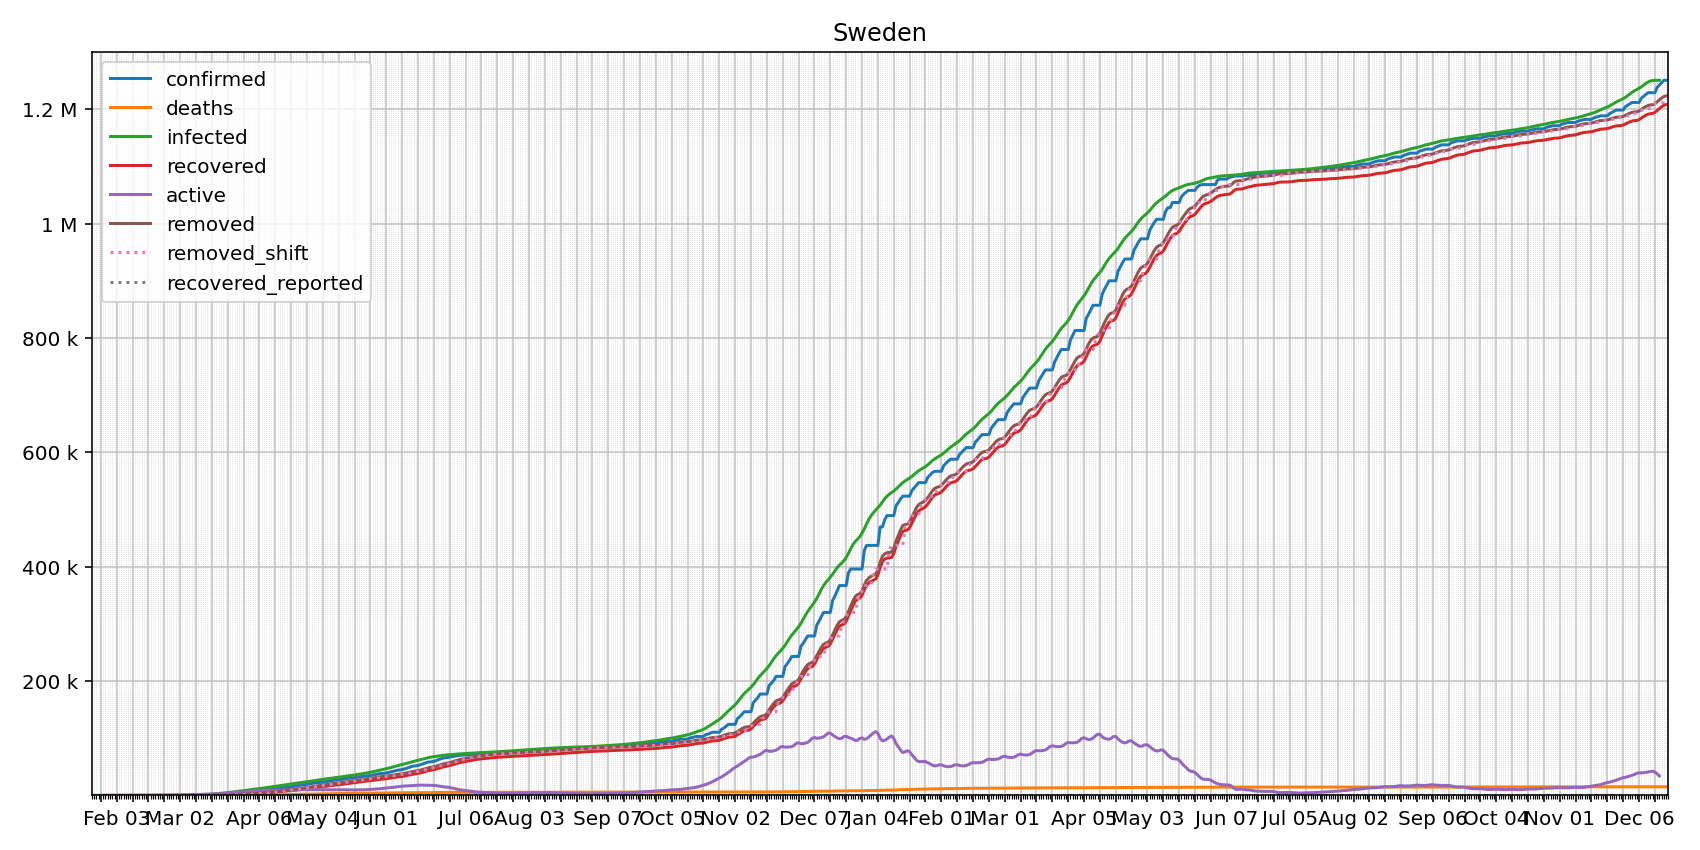 Sweden
confirmed
deaths
infected
recovered
active
removed
removed_shift
recovered_reported
1.2 M
1 M
800 k
600 k
400 k
200 k
Feb 03 Mar 02 Apr 06 May 04 Jun 01 Jul 06 Aug 03 Sep 07 Oct 05 Nov 02 Dec 07 Jan 04 Feb 01 Mar 01 Apr 05 May 03 Jun 07 Jul 05 Aug 02 Sep 06 Oct 04 Nov 01 Dec 06